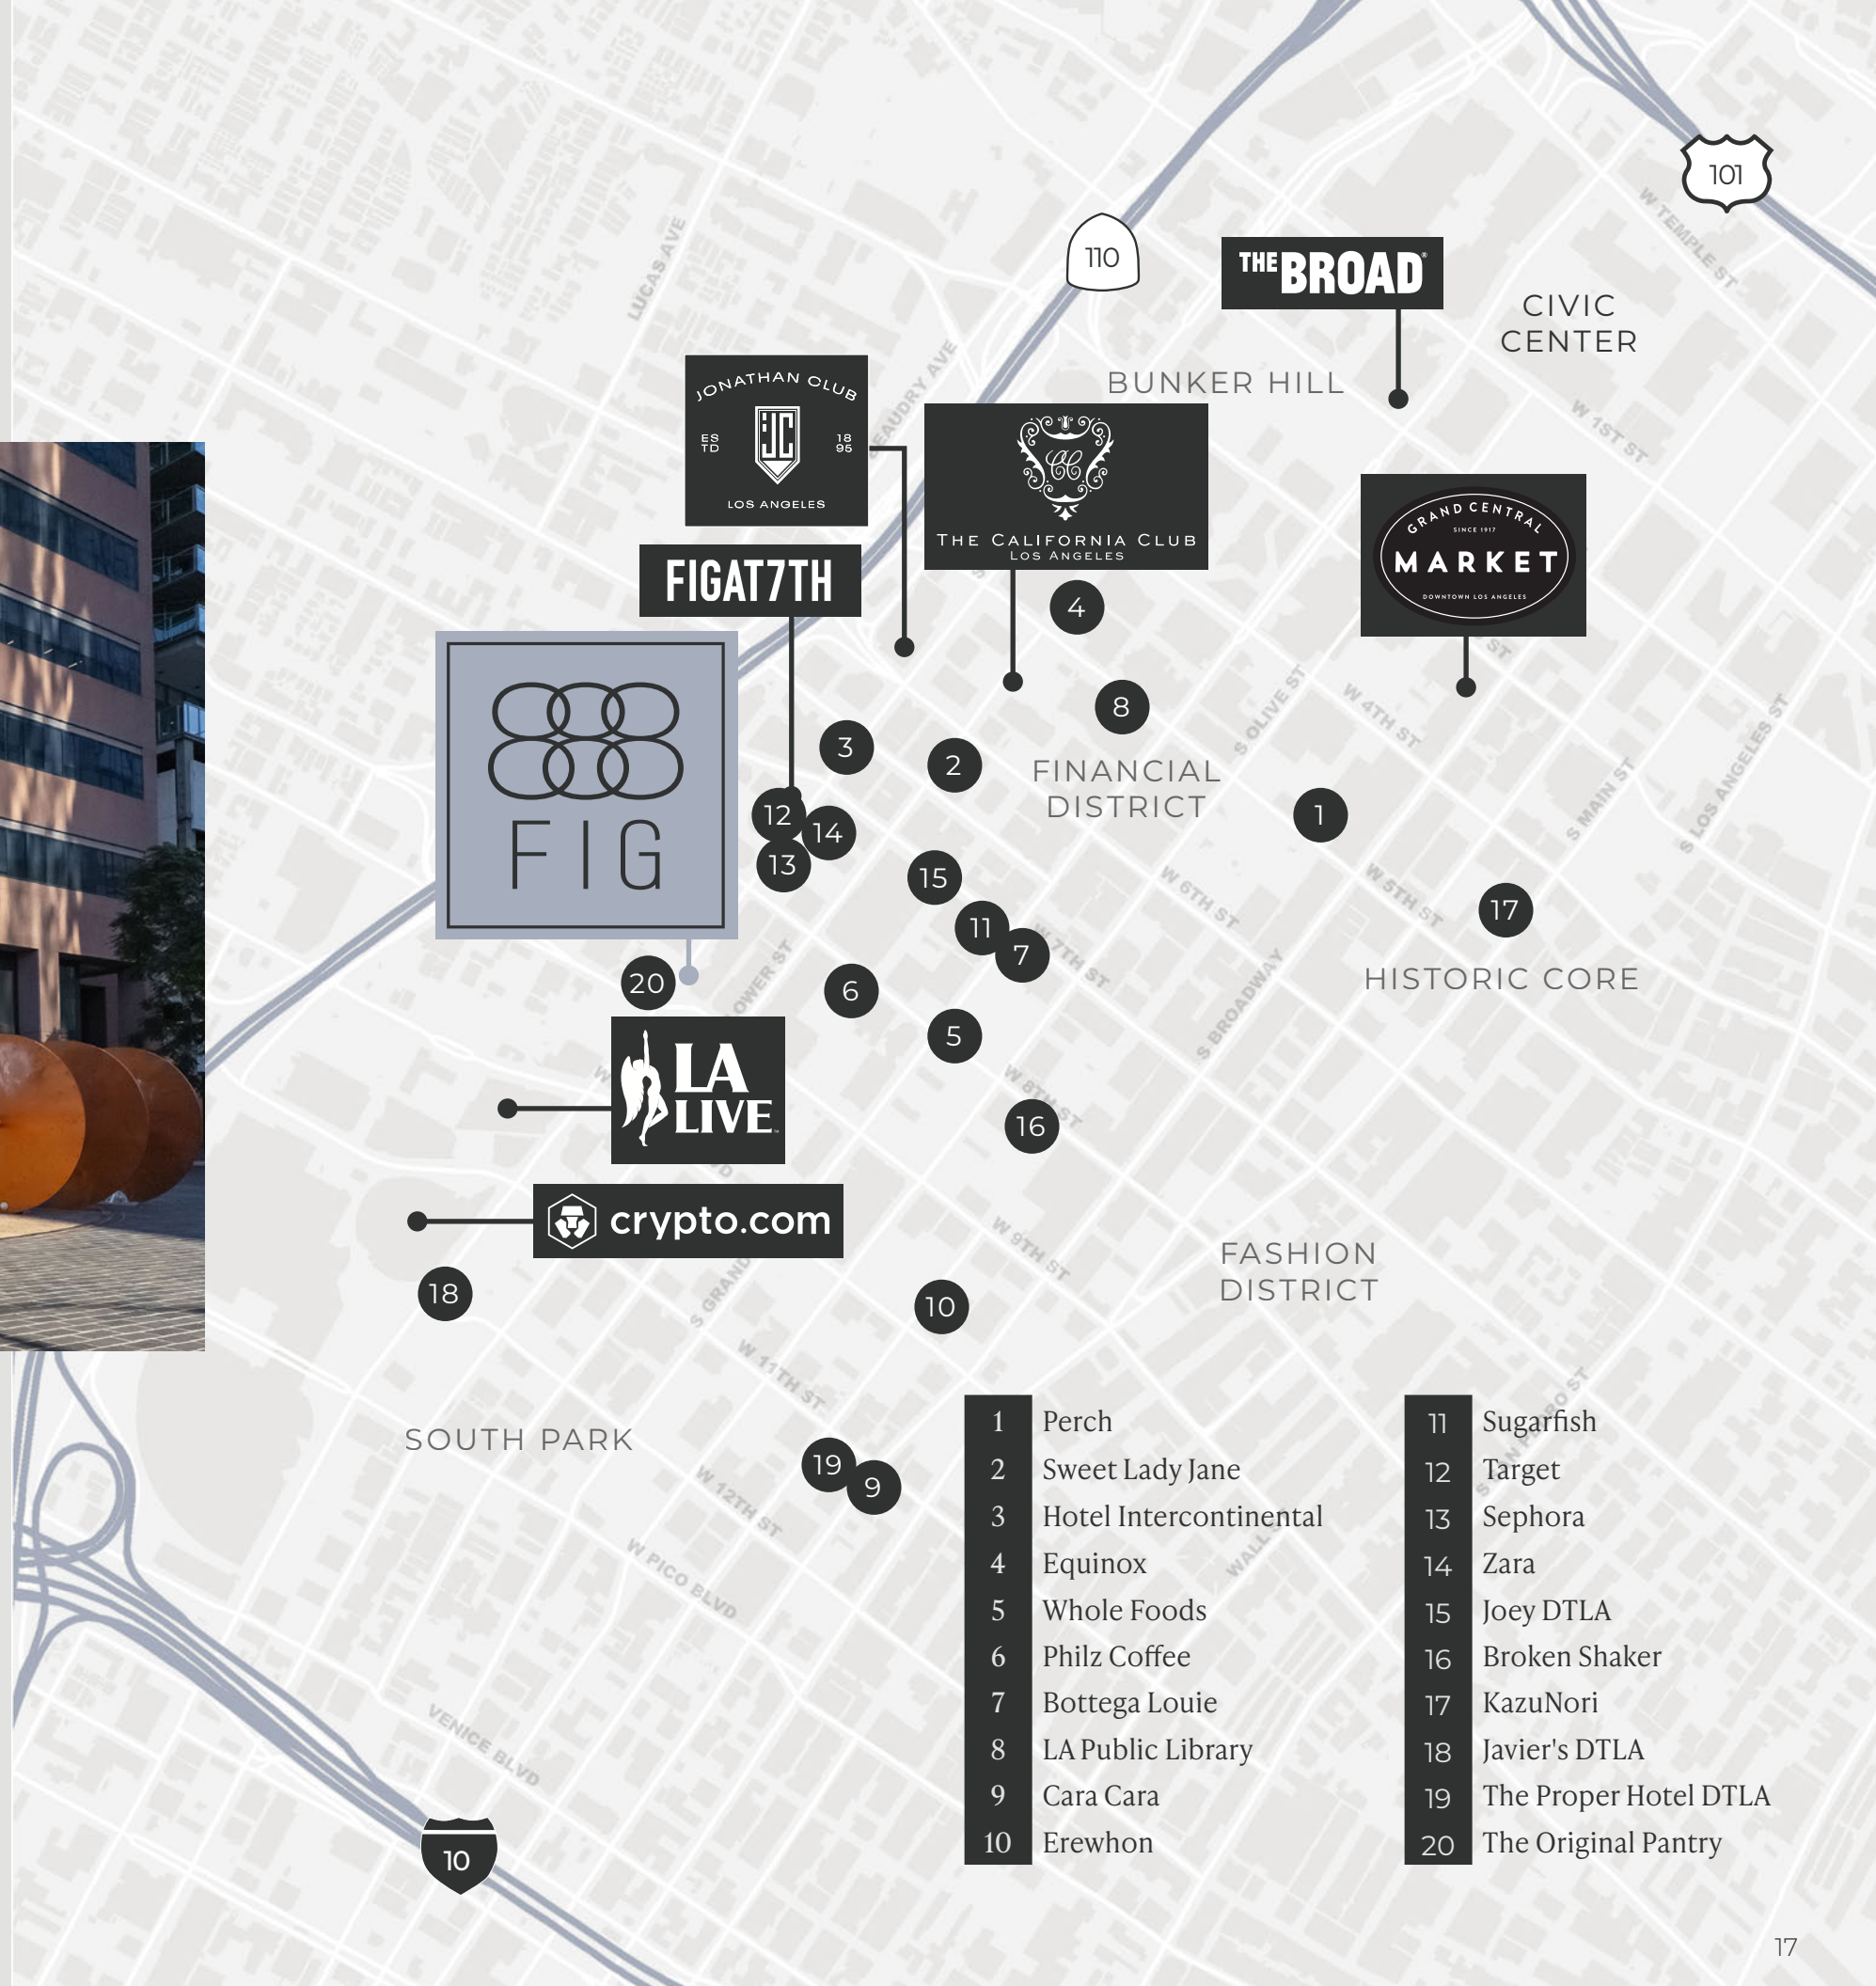 101
W TEMPLE ST
110
THE BROAD
CIVIC
CENTER
LUCAS AVE
BUNKER HILL
W 1ST ST
JONATHAN CLUB
ES
TD
18
95
JC
LOS ANGELES
THE CALIFORNIA CLUB
LOS ANGELES
GRAND CENTRAL
SINCE 1917
MARKET
DOWNTOWN LOS ANGELES
FIGAT7TH
4
ST
S OLIVE ST
W 4TH ST
S LOS ANGELES ST
888
FIG
8
3
2
FINANCIAL
DISTRICT
1
S MAIN ST
12
14
13
15
W 6TH ST
W 5TH ST
17
11
7
W 7TH ST
HISTORIC CORE
20
6
5
S BROADWAY
LA
LIVE
W 8TH ST
16
crypto.com
W 9TH ST
FASHION
DISTRICT
18
S GRAND
10
W 11TH ST
SOUTH PARK
19
9
W 12TH ST
W PICO BLVD
WALL
VENICE BLVD
10
1 Perch
2 Sweet Lady Jane
3 Hotel Intercontinental
4 Equinox
5 Whole Foods
6 Philz Coffee
7 Bottega Louie
8 LA Public Library
9 Cara Cara
10 Erewhon
11 Sugarfish
12 Target
13 Sephora
14 Zara
15 Joey DTLA
16 Broken Shaker
17 KazuNori
18 Javier's DTLA
19 The Proper Hotel DTLA
20 The Original Pantry
17